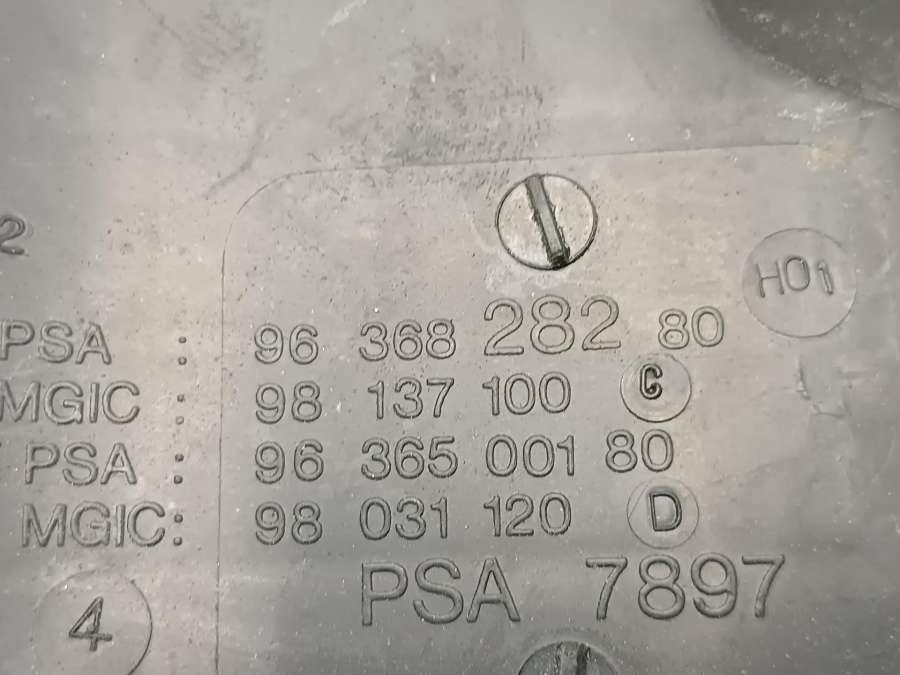 2
H01
PSA : 96 368 282 80
MGIC : 98 137 100 C
PSA : 96 365 001 80
MGIC: 98 031 120 D
PSA 7897
4